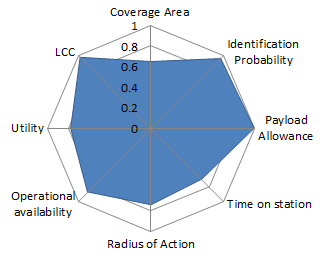 Coverage Area
1
0.8
0.6
0.4
0.2
0
Identification
Probability
Payload
Allowance
Time on station
Radius of Action
Operational
availability
Utility
LCC